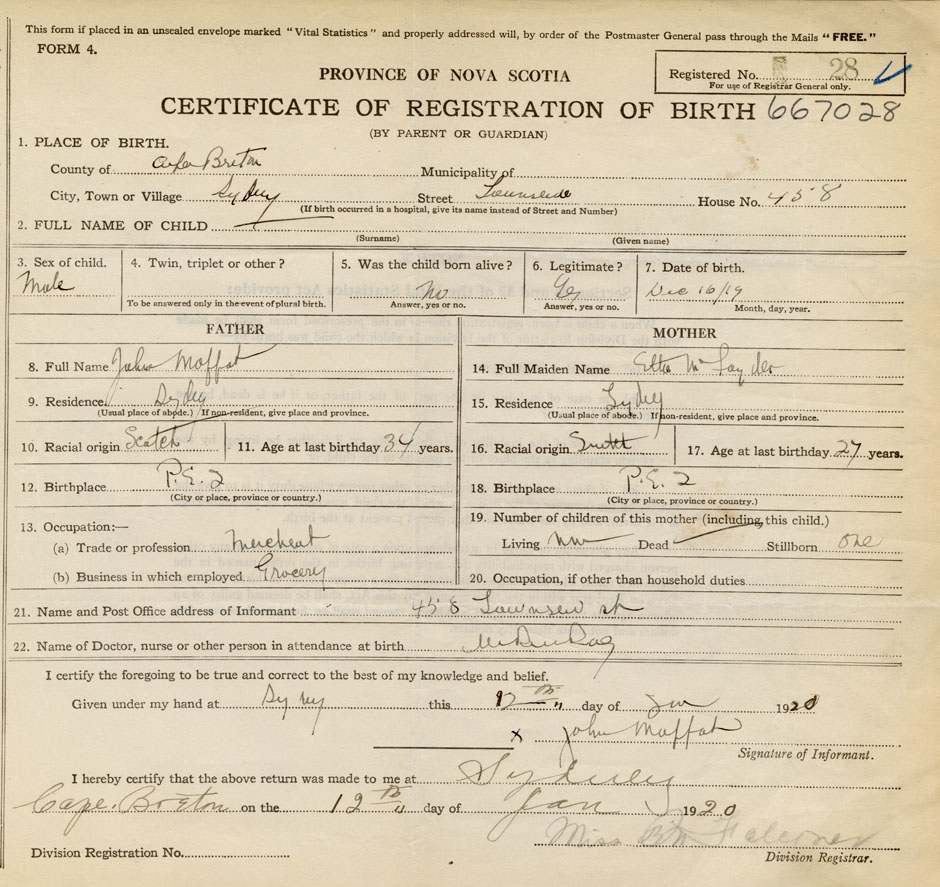 This form if placed in an unsealed envelope marked "Vital Statistics" and properly addressed will, by order of the Postmaster General pass through the Mails "FREE."
FORM 4.
PROVINCE OF NOVA SCOTIA
Registered No. 28
For use of Registrar General only.
CERTIFICATE OF REGISTRATION OF BIRTH 667028
(BY PARENT OR GUARDIAN)
1. PLACE OF BIRTH.
County of Cape Breton Municipality of
City, Town or Village Sydney Street Townsend House No. 458
(If birth occurred in a hospital, give its name instead of Street and Number)
2. FULL NAME OF CHILD
(Surname) (Given name)
3. Sex of child. 4. Twin, triplet or other? 5. Was the child born alive? 6. Legitimate? 7. Date of birth.
Male No Yes Dec 16/19
To be answered only in the event of plural birth. Answer, yes or no. Answer, yes or no. Month, day, year.
FATHER MOTHER
8. Full Name John Moffat 14. Full Maiden Name Etta
9. Residence Sydney 15. Residence Sydney
(Usual place of abode.) If non-resident, give place and province. (Usual place of abode.) If non-resident, give place and province.
10. Racial origin Scotch 11. Age at last birthday 34 years. 16. Racial origin 17. Age at last birthday 27 years.
12. Birthplace P.E.I 18. Birthplace P.E.I
(City or place, province or country.) (City or place, province or country.)
13. Occupation:— 19. Number of children of this mother (including this child.)
(a) Trade or profession Merchant Living Dead Stillborn one
(b) Business in which employed Grocery 20. Occupation, if other than household duties
21. Name and Post Office address of Informant 458 Townsend st
22. Name of Doctor, nurse or other person in attendance at birth
I certify the foregoing to be true and correct to the best of my knowledge and belief.
Given under my hand at Sydney this 12th day of Jan 1920
x John Moffat
Signature of Informant.
I hereby certify that the above return was made to me at Sydney
Cape Breton on the 12th day of Jan 1920
Miss
Division Registration No. Division Registrar.